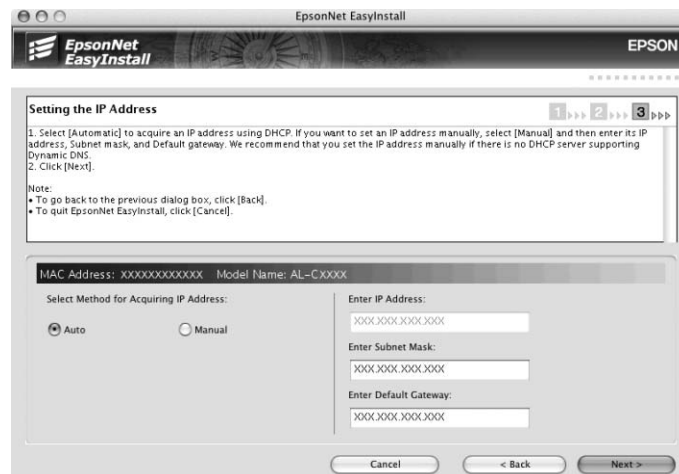 EpsonNet EasyInstall
EpsonNet
EasyInstall
EPSON
Setting the IP Address
1 2 3
1. Select [Automatic] to acquire an IP address using DHCP. If you want to set an IP address manually, select [Manual] and then enter its IP
address, Subnet mask, and Default gateway. We recommend that you set the IP address manually if there is no DHCP server supporting
Dynamic DNS.
2. Click [Next].
Note:
• To go back to the previous dialog box, click [Back].
• To quit EpsonNet EasyInstall, click [Cancel].
MAC Address: XXXXXXXXXXXX Model Name: AL-CXXXX
Select Method for Acquiring IP Address:
Auto
Manual
Enter IP Address:
XXX.XXX.XXX.XXX
Enter Subnet Mask:
XXX.XXX.XXX.XXX
Enter Default Gateway:
XXX.XXX.XXX.XXX
Cancel
< Back
Next >